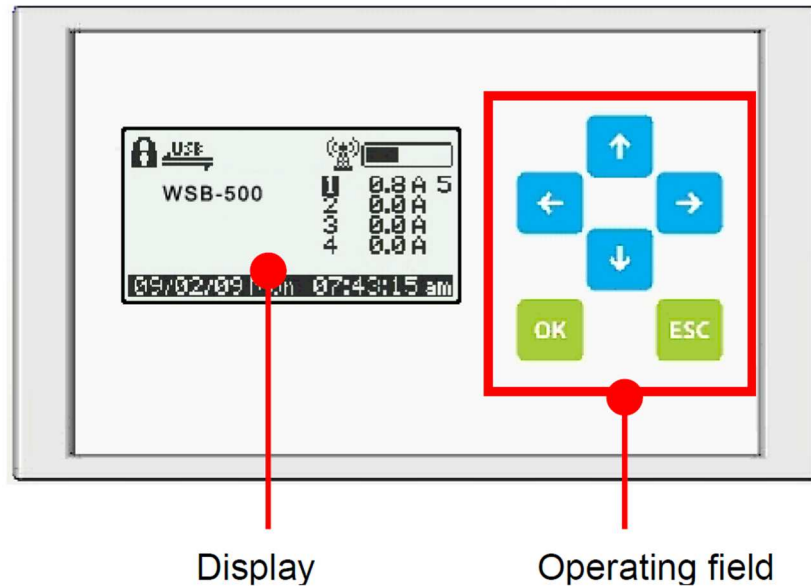 USB
WSB-500
1 0.8 A 5
2 0.0 A
3 0.0 A
4 0.0 A
09/02/09 07:43:15 am
OK
ESC
Display
Operating field